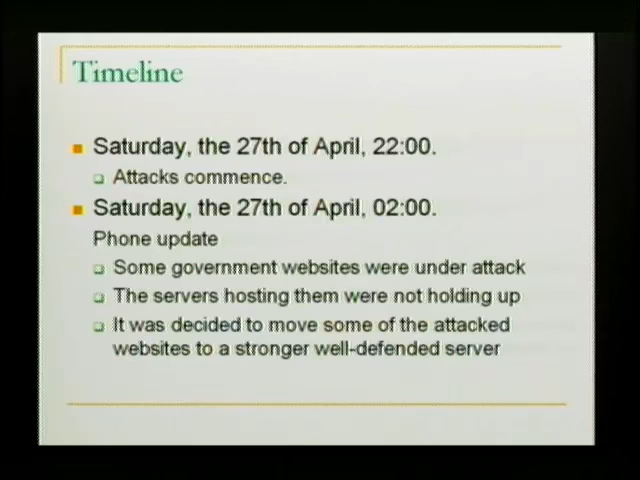 Timeline
Saturday, the 27th of April, 22:00.
Attacks commence.
Saturday, the 27th of April, 02:00.
Phone update
Some government websites were under attack
The servers hosting them were not holding up
It was decided to move some of the attacked
websites to a stronger well-defended server